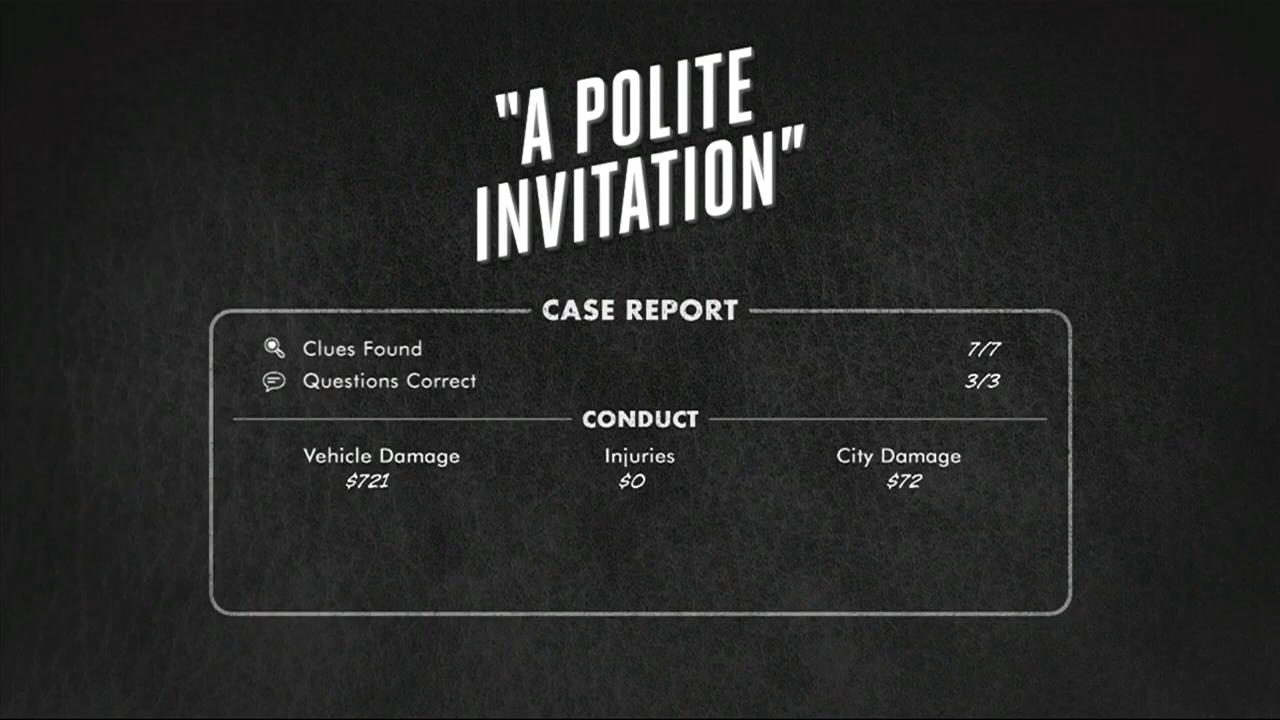 "A POLITE
INVITATION"
CASE REPORT
Clues Found 7/7
Questions Correct 3/3
CONDUCT
Vehicle Damage Injuries City Damage
$721 $0 $72